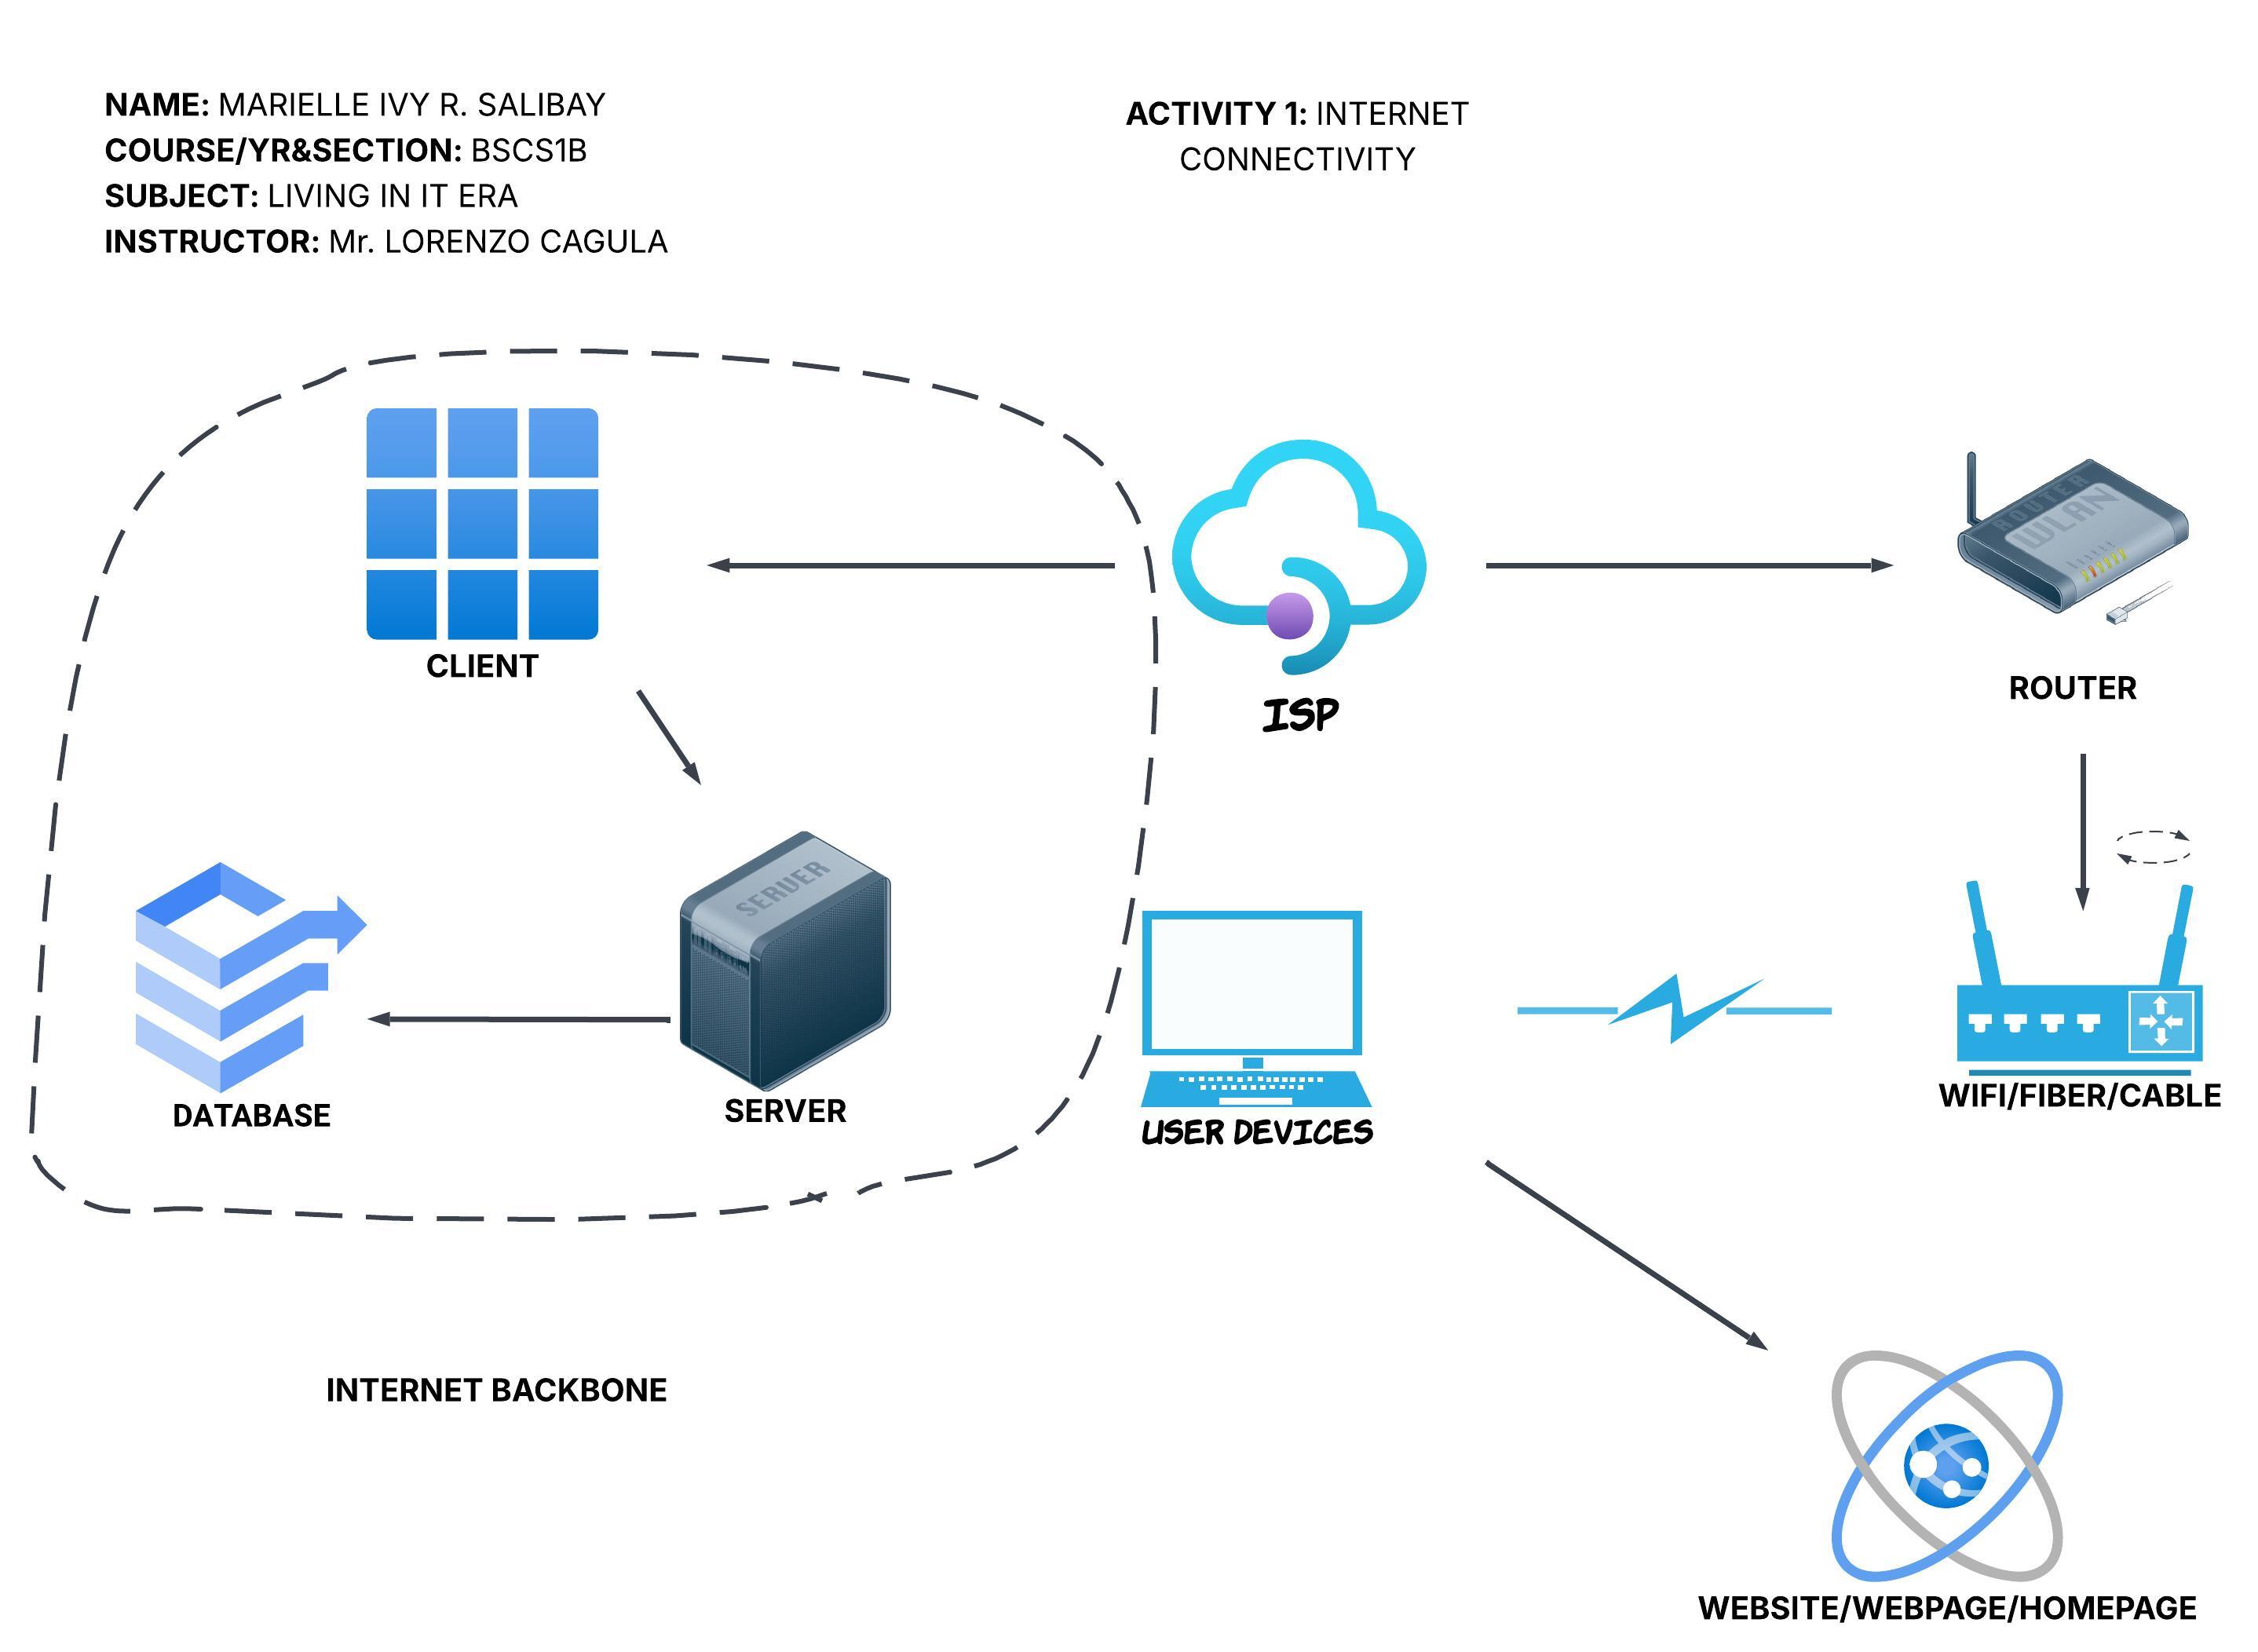 NAME: MARIELLE IVY R. SALIBAY
COURSE/YR&SECTION: BSCS1B
SUBJECT: LIVING IN IT ERA
INSTRUCTOR: Mr. LORENZO CAGULA
ACTIVITY 1: INTERNET
CONNECTIVITY
CLIENT
ISP
ROUTER
WLAN
ROUTER
SERVER
DATABASE
SERVER
USER DEVICES
WIFI/FIBER/CABLE
INTERNET BACKBONE
WEBSITE/WEBPAGE/HOMEPAGE